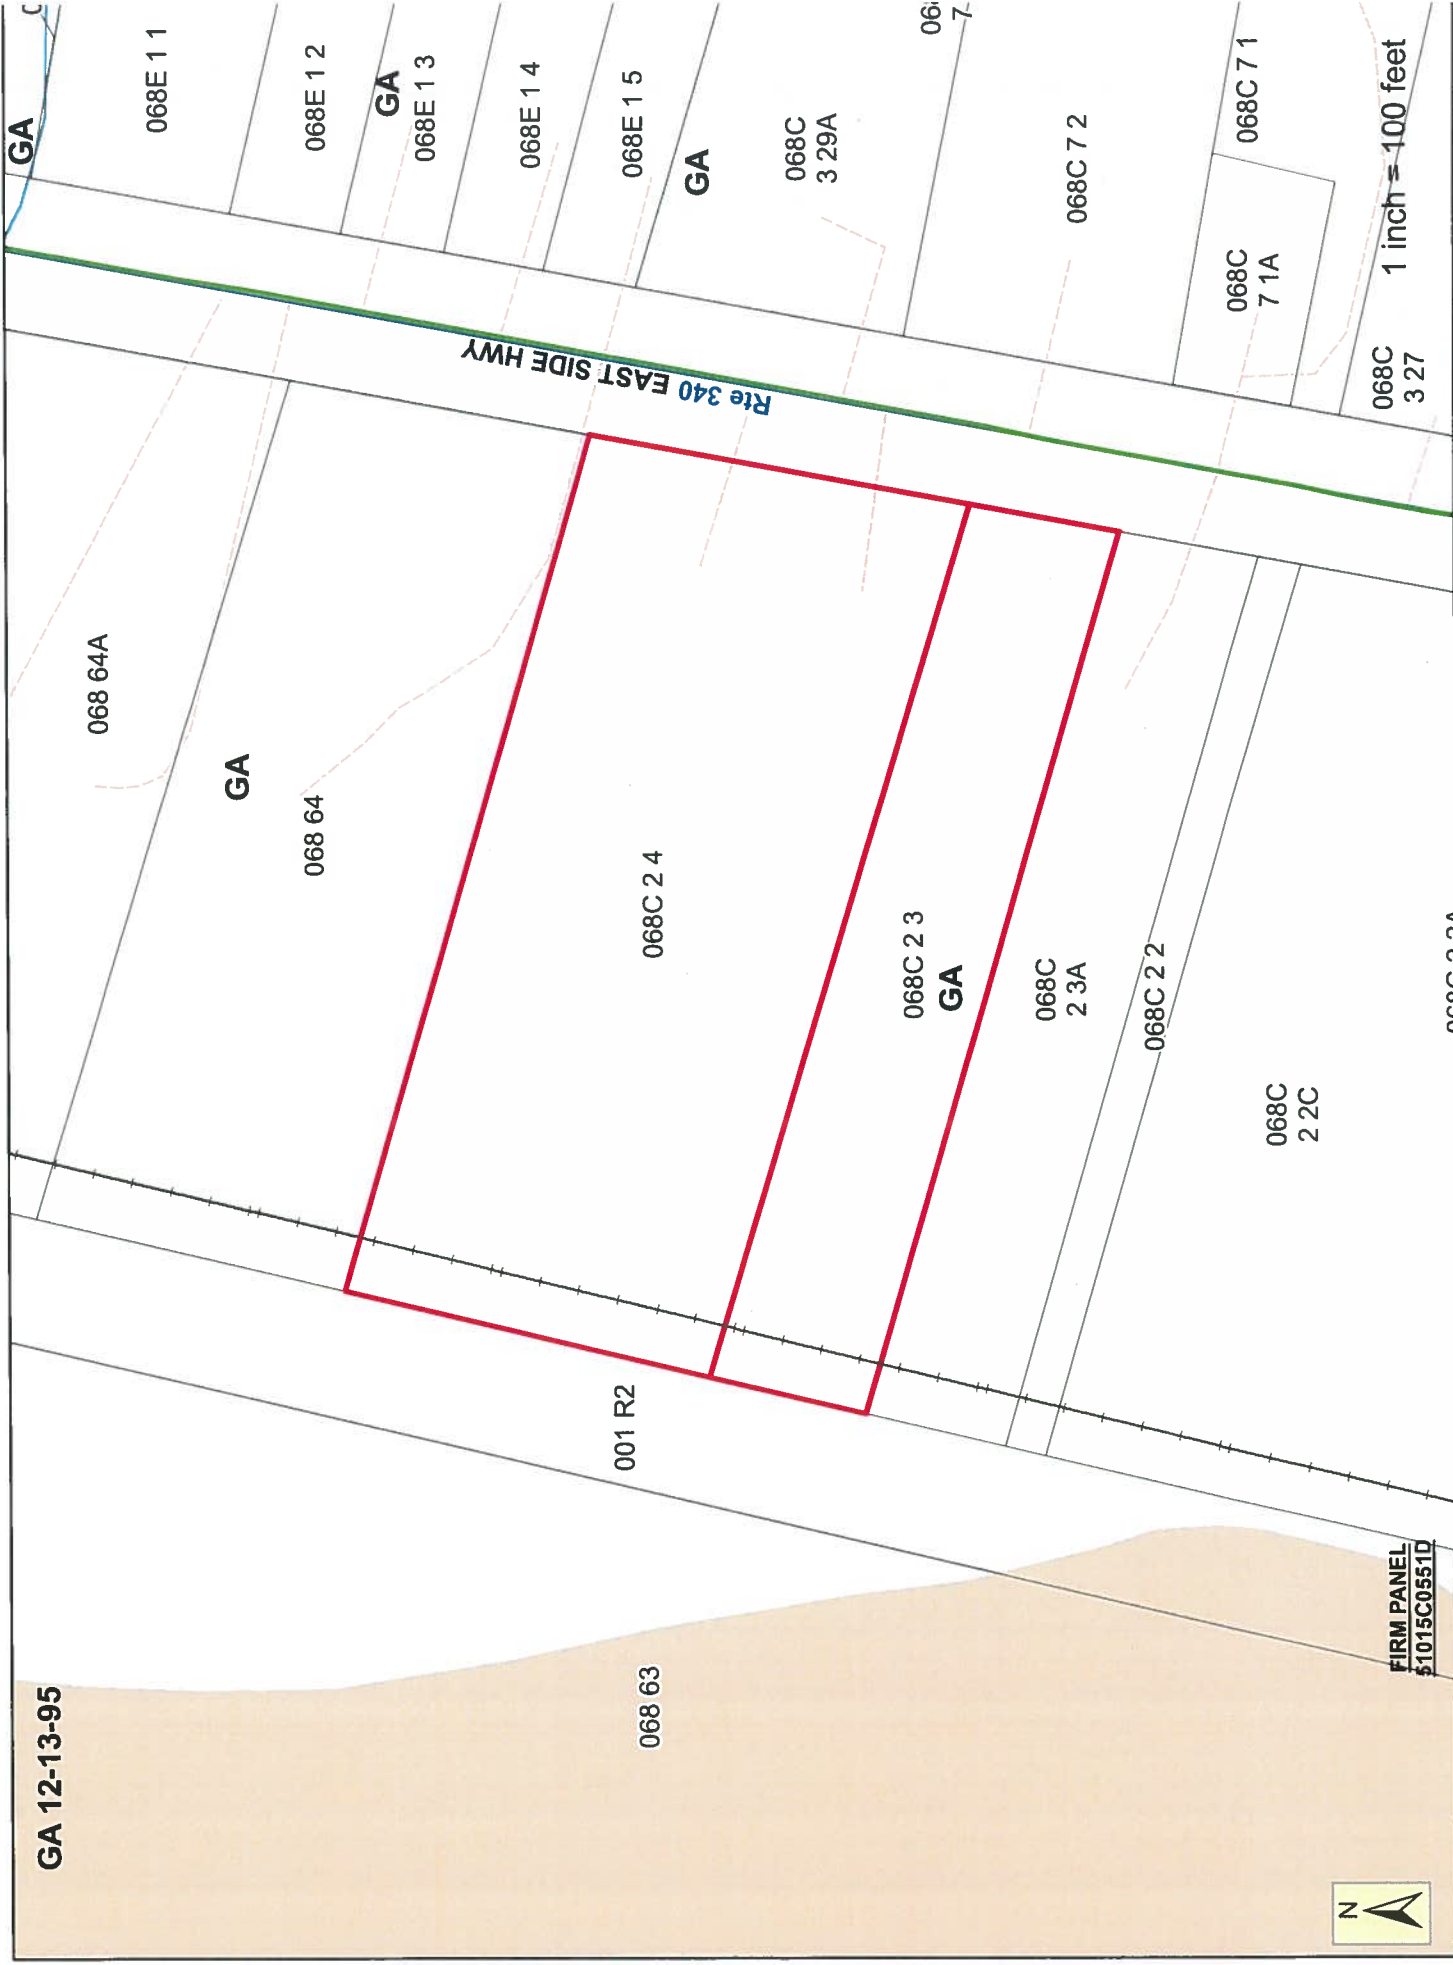 GA 12-13-95
068 63
FIRM PANEL
51015C0551D
N
001 R2
068 64A
GA
068 64
068C 2 4
068C 2 3
GA
068C
2 3A
068C 2 2
068C
2 2C
Rte 340 EAST SIDE HWY
GA
068E 1 1
068E 1 2
GA
068E 1 3
068E 1 4
068E 1 5
GA
068C
3 29A
068C 7 2
068C 7 1
068C
7 1A
068C
3 27
1 inch = 100 feet